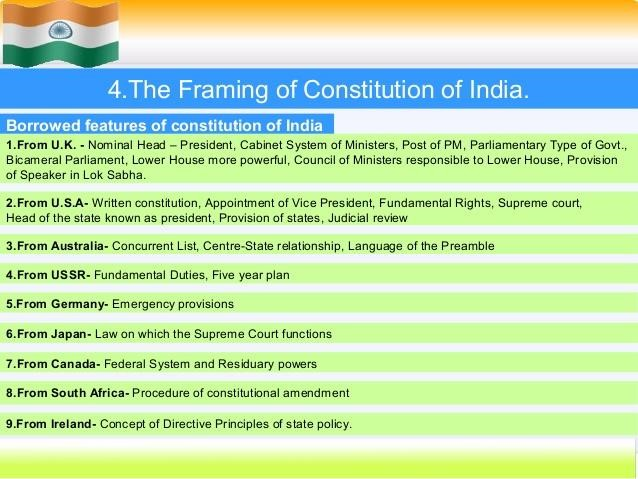 4.The Framing of Constitution of India.
Borrowed features of constitution of India
1.From U.K. - Nominal Head – President, Cabinet System of Ministers, Post of PM, Parliamentary Type of Govt.,
Bicameral Parliament, Lower House more powerful, Council of Ministers responsible to Lower House, Provision
of Speaker in Lok Sabha.
2.From U.S.A- Written constitution, Appointment of Vice President, Fundamental Rights, Supreme court,
Head of the state known as president, Provision of states, Judicial review
3.From Australia- Concurrent List, Centre-State relationship, Language of the Preamble
4.From USSR- Fundamental Duties, Five year plan
5.From Germany- Emergency provisions
6.From Japan- Law on which the Supreme Court functions
7.From Canada- Federal System and Residuary powers
8.From South Africa- Procedure of constitutional amendment
9.From Ireland- Concept of Directive Principles of state policy.